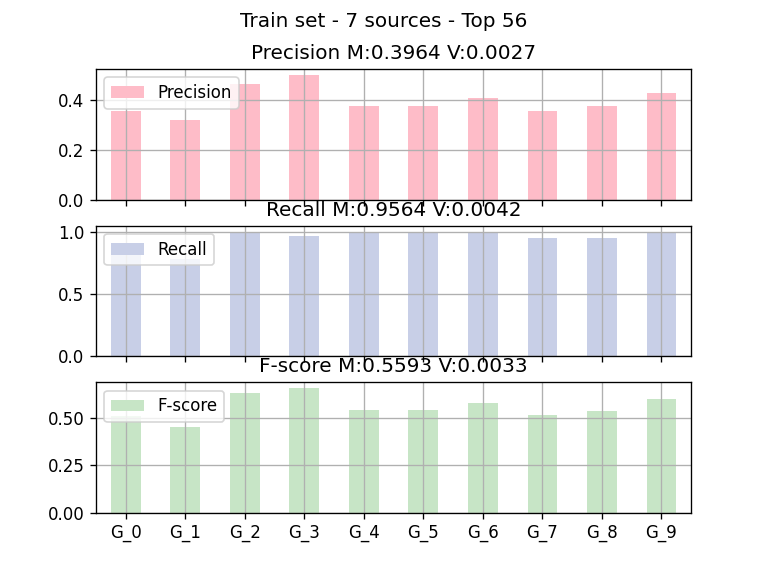 Train set - 7 sources - Top 56
Precision M:0.3964 V:0.0027
Precision
0.4
0.2
0.0
Recall M:0.9564 V:0.0042
Recall
1.0
0.5
0.0
F-score M:0.5593 V:0.0033
F-score
0.50
0.25
0.00
G_0 G_1 G_2 G_3 G_4 G_5 G_6 G_7 G_8 G_9